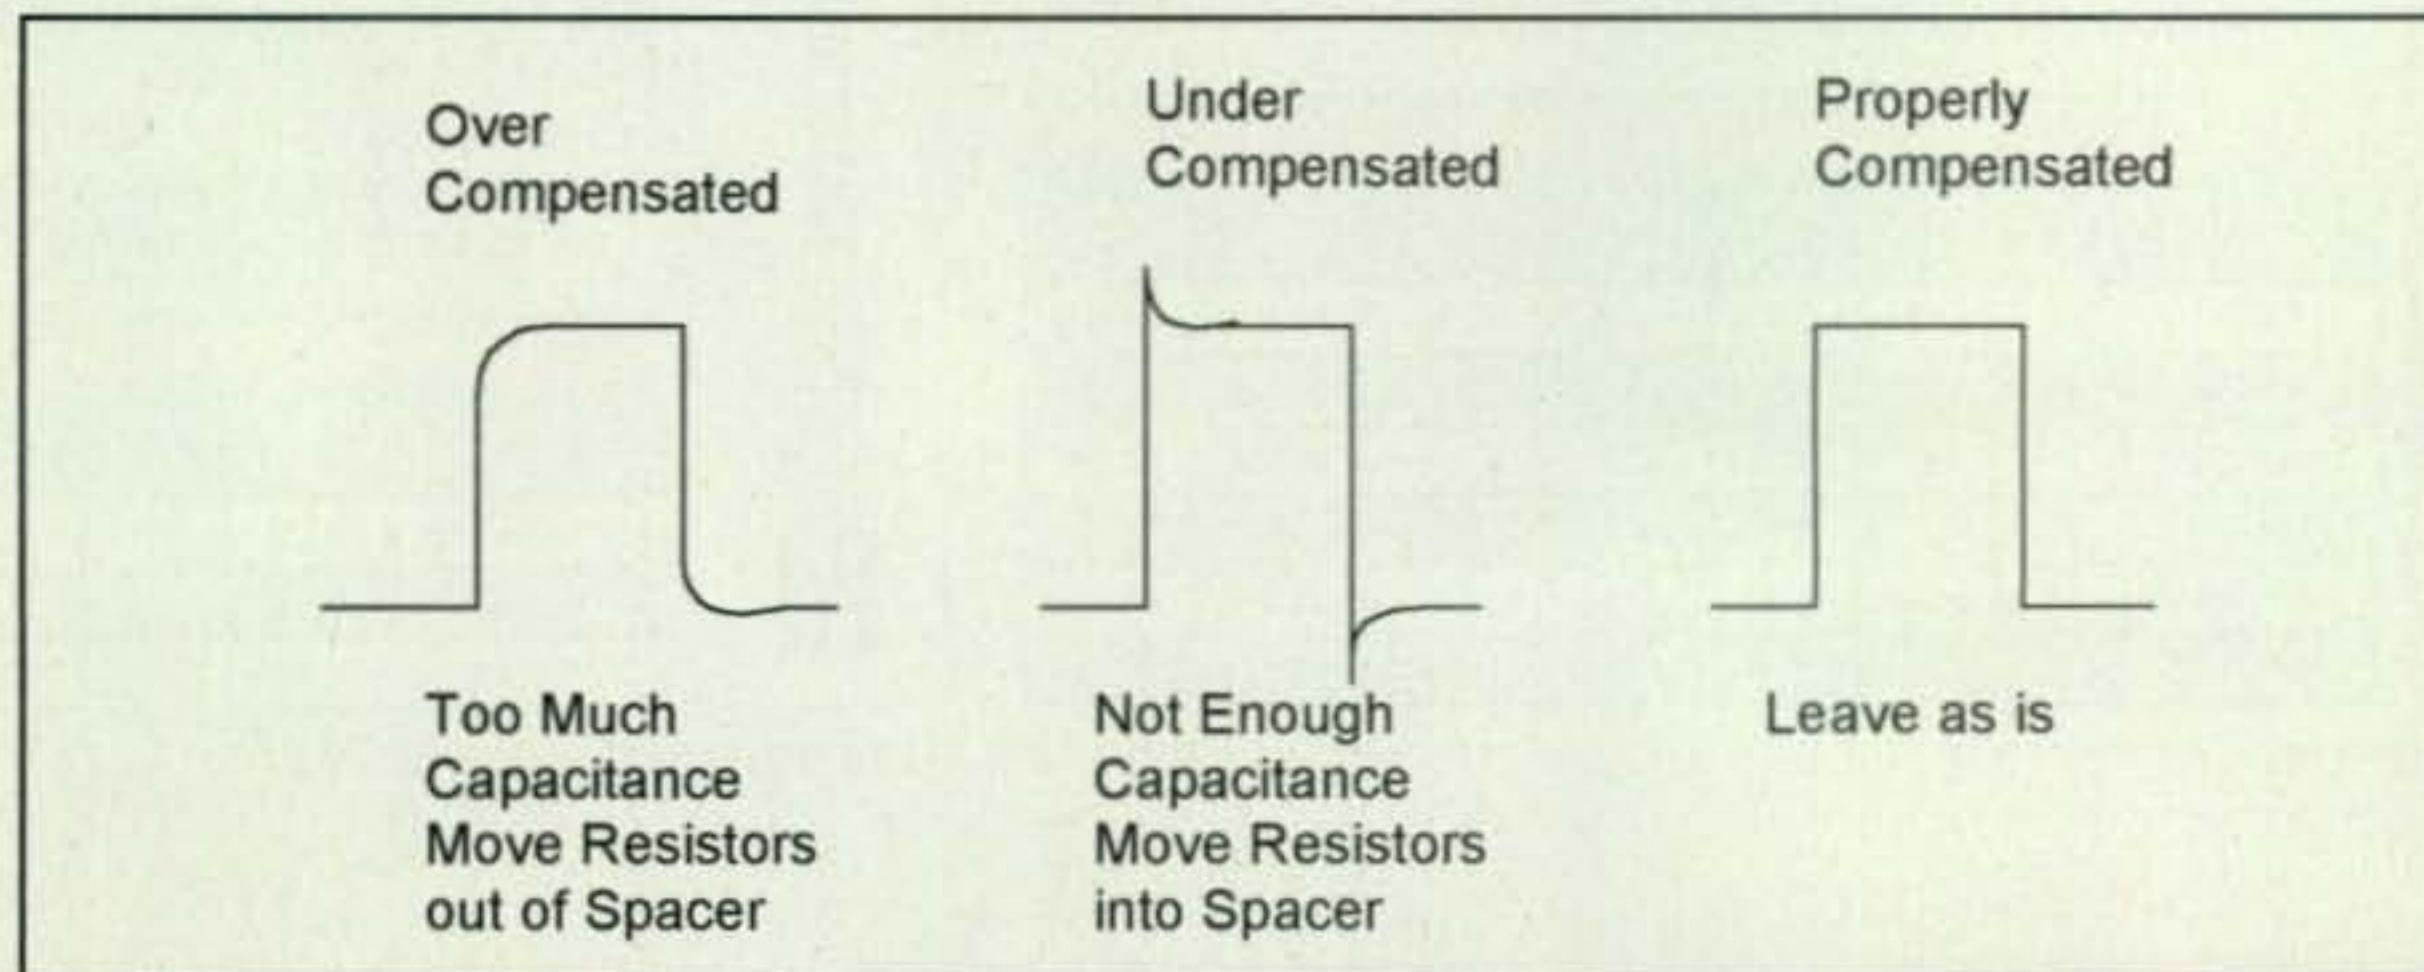 Over
Compensated
Under
Compensated
Properly
Compensated
Too Much
Capacitance
Move Resistors
out of Spacer
Not Enough
Capacitance
Move Resistors
into Spacer
Leave as is